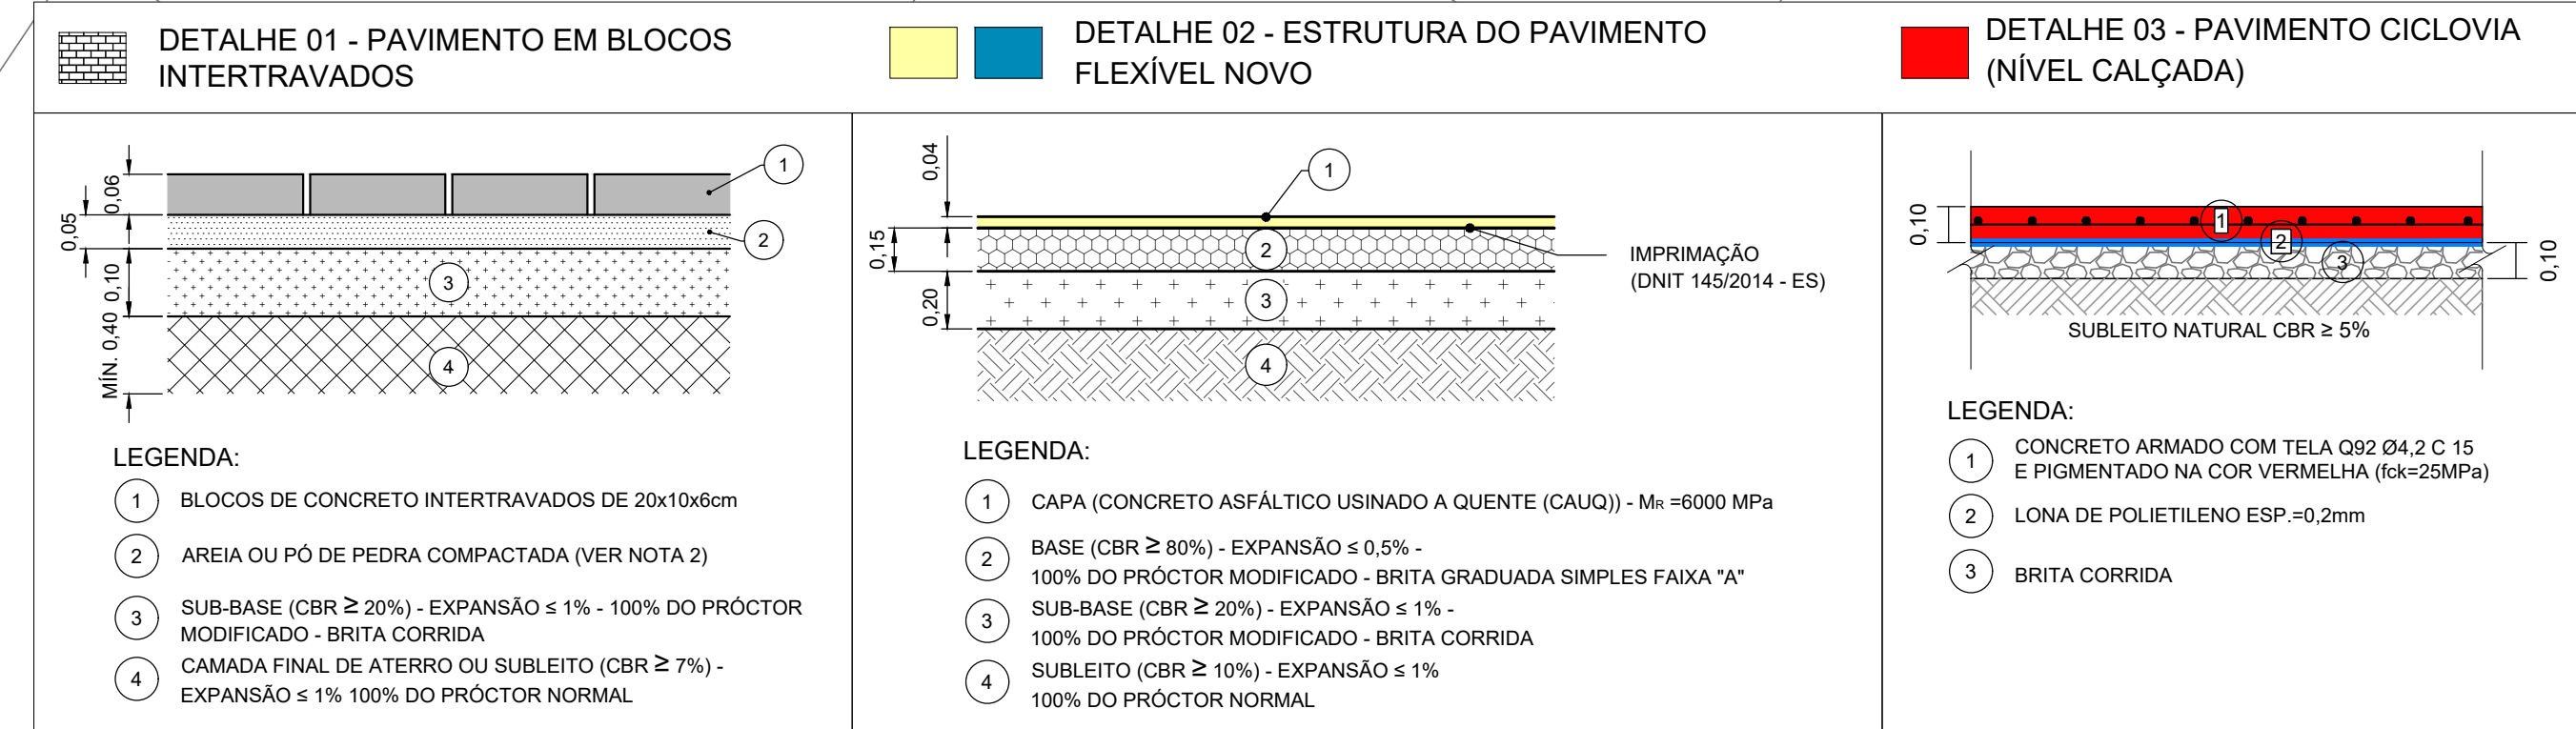 DETALHE 01 - PAVIMENTO EM BLOCOS
INTERTRAVADOS
DETALHE 02 - ESTRUTURA DO PAVIMENTO
FLEXÍVEL NOVO
DETALHE 03 - PAVIMENTO CICLOVIA
(NÍVEL CALÇADA)
0,06
0,05
0,10
MÍN. 0,40
1
2
3
4
LEGENDA:
1 BLOCOS DE CONCRETO INTERTRAVADOS DE 20x10x6cm
2 AREIA OU PÓ DE PEDRA COMPACTADA (VER NOTA 2)
3 SUB-BASE (CBR ≥ 20%) - EXPANSÃO ≤ 1% - 100% DO PRÓCTOR
MODIFICADO - BRITA CORRIDA
4 CAMADA FINAL DE ATERRO OU SUBLEITO (CBR ≥ 7%) -
EXPANSÃO ≤ 1% 100% DO PRÓCTOR NORMAL
0,04
0,15
0,20
1
2
3
4
IMPRIMAÇÃO
(DNIT 145/2014 - ES)
LEGENDA:
1 CAPA (CONCRETO ASFÁLTICO USINADO A QUENTE (CAUQ)) - MR =6000 MPa
2 BASE (CBR ≥ 80%) - EXPANSÃO ≤ 0,5% -
100% DO PRÓCTOR MODIFICADO - BRITA GRADUADA SIMPLES FAIXA "A"
3 SUB-BASE (CBR ≥ 20%) - EXPANSÃO ≤ 1% -
100% DO PRÓCTOR MODIFICADO - BRITA CORRIDA
4 SUBLEITO (CBR ≥ 10%) - EXPANSÃO ≤ 1%
100% DO PRÓCTOR NORMAL
0,10
1
2
3
0,10
SUBLEITO NATURAL CBR ≥ 5%
LEGENDA:
1 CONCRETO ARMADO COM TELA Q92 Ø4,2 C 15
E PIGMENTADO NA COR VERMELHA (fck=25MPa)
2 LONA DE POLIETILENO ESP.=0,2mm
3 BRITA CORRIDA